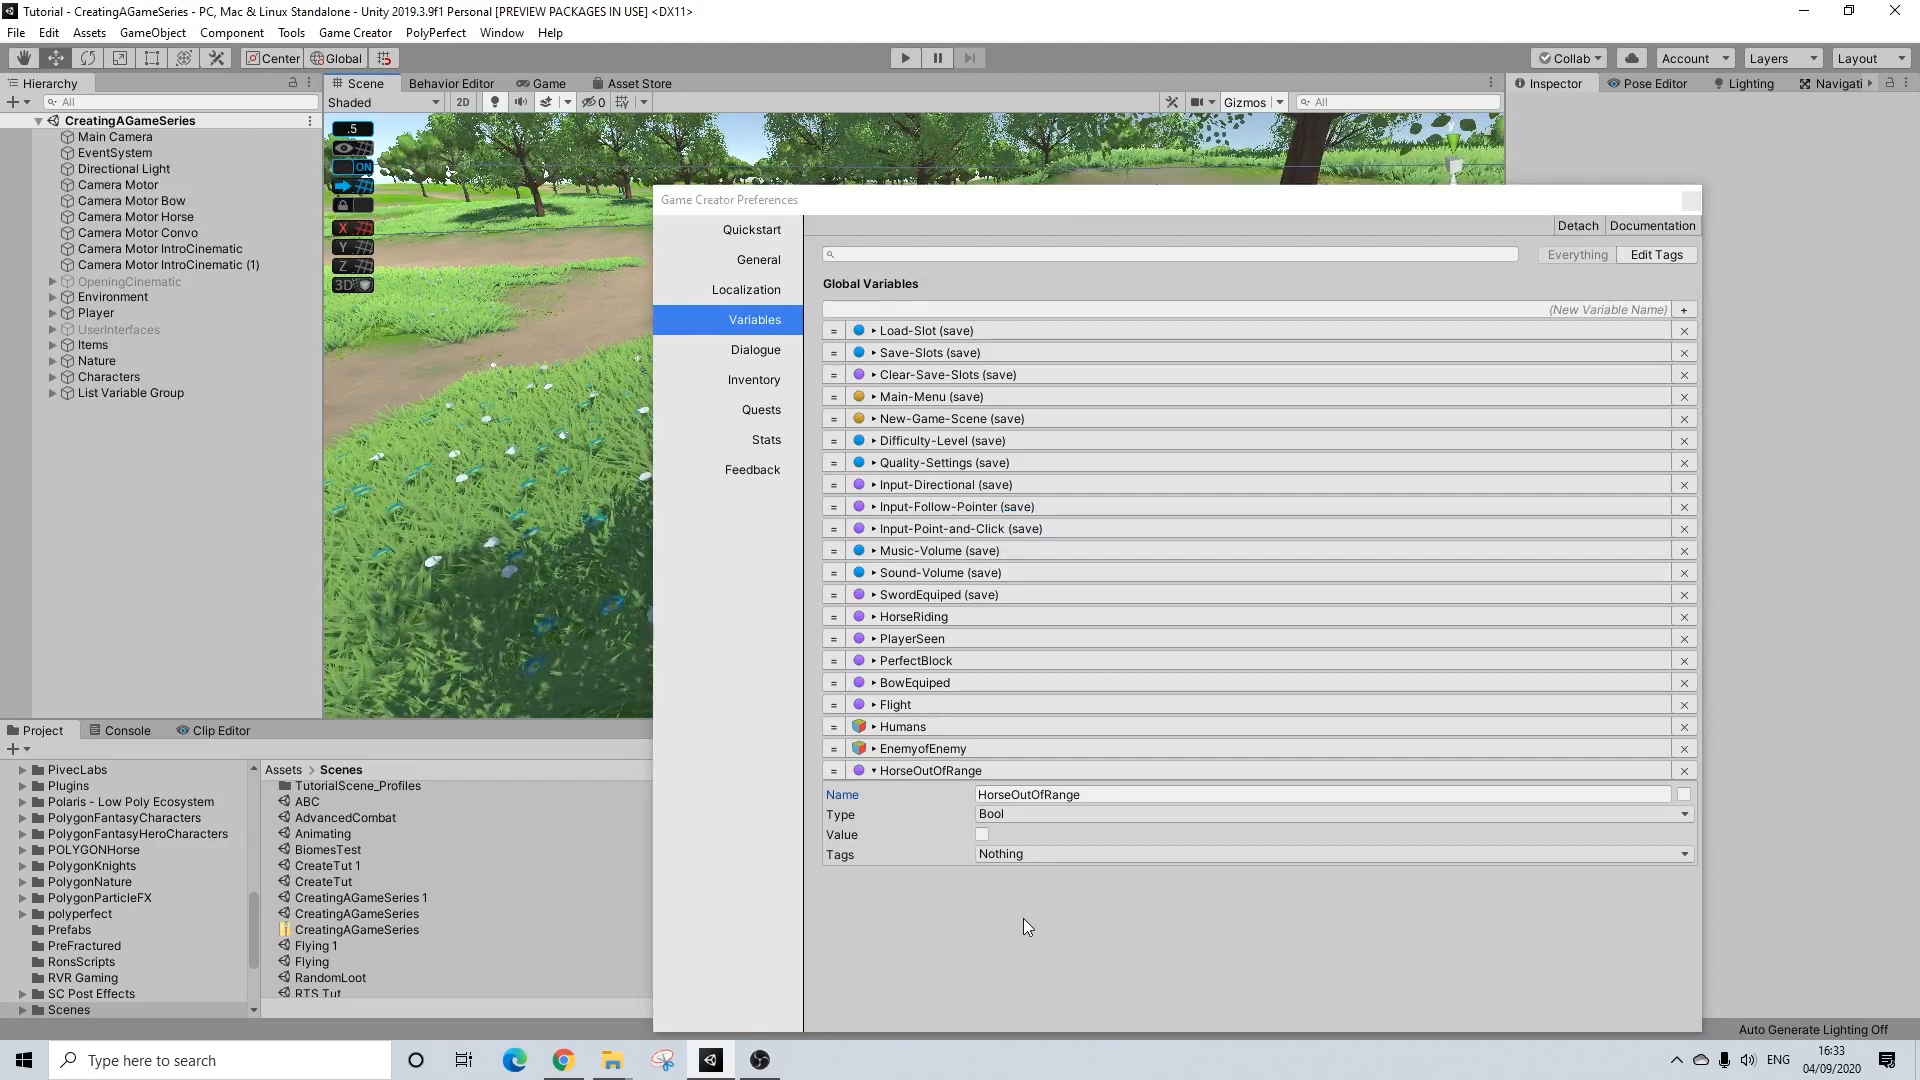 Tutorial - CreatingAGameSeries - PC, Mac & Linux Standalone - Unity 2019.3.9f1 Personal [PREVIEW PACKAGES IN USE] <DX11>
File Edit Assets GameObject Component Tools Game Creator PolyPerfect Window Help
Center Global Collab Account Layers Layout
Hierarchy Scene Behavior Editor Game Asset Store Inspector Pose Editor Lighting Navigati
All Shaded 2D 0 Gizmos All
CreatingAGameSeries
Main Camera
EventSystem
Directional Light
Camera Motor
Camera Motor Bow
Camera Motor Horse
Camera Motor Convo
Camera Motor IntroCinematic
Camera Motor IntroCinematic (1)
OpeningCinematic
Environment
Player
UserInterfaces
Items
Nature
Characters
List Variable Group
.5
ON
X
Y
Z
3D
Game Creator Preferences
Quickstart
General
Localization
Variables
Dialogue
Inventory
Quests
Stats
Feedback
Detach Documentation
Everything Edit Tags
Global Variables
(New Variable Name) +
= Load-Slot (save)
= Save-Slots (save)
= Clear-Save-Slots (save)
= Main-Menu (save)
= New-Game-Scene (save)
= Difficulty-Level (save)
= Quality-Settings (save)
= Input-Directional (save)
= Input-Follow-Pointer (save)
= Input-Point-and-Click (save)
= Music-Volume (save)
= Sound-Volume (save)
= SwordEquiped (save)
= HorseRiding
= PlayerSeen
= PerfectBlock
= BowEquiped
= Flight
= Humans
= EnemyofEnemy
= HorseOutOfRange
Name HorseOutOfRange
Type Bool
Value
Tags Nothing
Project Console Clip Editor
PivecLabs
Plugins
Polaris - Low Poly Ecosystem
PolygonFantasyCharacters
PolygonFantasyHeroCharacters
POLYGONHorse
PolygonKnights
PolygonNature
PolygonParticleFX
polyperfect
Prefabs
PreFractured
RonsScripts
RVR Gaming
SC Post Effects
Scenes
Assets > Scenes
TutorialScene_Profiles
ABC
AdvancedCombat
Animating
BiomesTest
CreateTut 1
CreateTut
CreatingAGameSeries 1
CreatingAGameSeries
CreatingAGameSeries
Flying 1
Flying
RandomLoot
RTS Tut
Auto Generate Lighting Off
Type here to search
ENG
16:33
04/09/2020